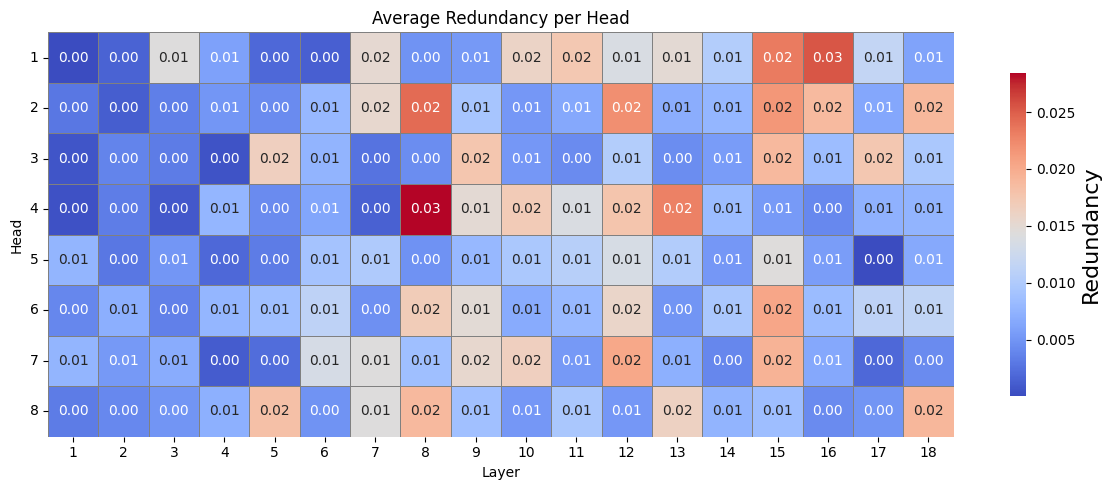 Average Redundancy per Head
1 0.00 0.00 0.01 0.01 0.00 0.00 0.02 0.00 0.01 0.02 0.02 0.01 0.01 0.01 0.02 0.03 0.01 0.01
2 0.00 0.00 0.00 0.01 0.00 0.01 0.02 0.02 0.01 0.01 0.01 0.02 0.01 0.01 0.02 0.02 0.01 0.02
3 0.00 0.00 0.00 0.00 0.02 0.01 0.00 0.00 0.02 0.01 0.00 0.01 0.00 0.01 0.02 0.01 0.02 0.01
4 0.00 0.00 0.00 0.01 0.00 0.01 0.00 0.03 0.01 0.02 0.01 0.02 0.02 0.01 0.01 0.00 0.01 0.01
5 0.01 0.00 0.01 0.00 0.00 0.01 0.01 0.00 0.01 0.01 0.01 0.01 0.01 0.01 0.01 0.01 0.00 0.01
6 0.00 0.01 0.00 0.01 0.01 0.01 0.00 0.02 0.01 0.01 0.01 0.02 0.00 0.01 0.02 0.01 0.01 0.01
7 0.01 0.01 0.01 0.00 0.00 0.01 0.01 0.01 0.02 0.02 0.01 0.02 0.01 0.00 0.02 0.01 0.00 0.00
8 0.00 0.00 0.00 0.01 0.02 0.00 0.01 0.02 0.01 0.01 0.01 0.01 0.02 0.01 0.01 0.00 0.00 0.02
1 2 3 4 5 6 7 8 9 10 11 12 13 14 15 16 17 18
Layer
Head
0.025
0.020
0.015
0.010
0.005
Redundancy